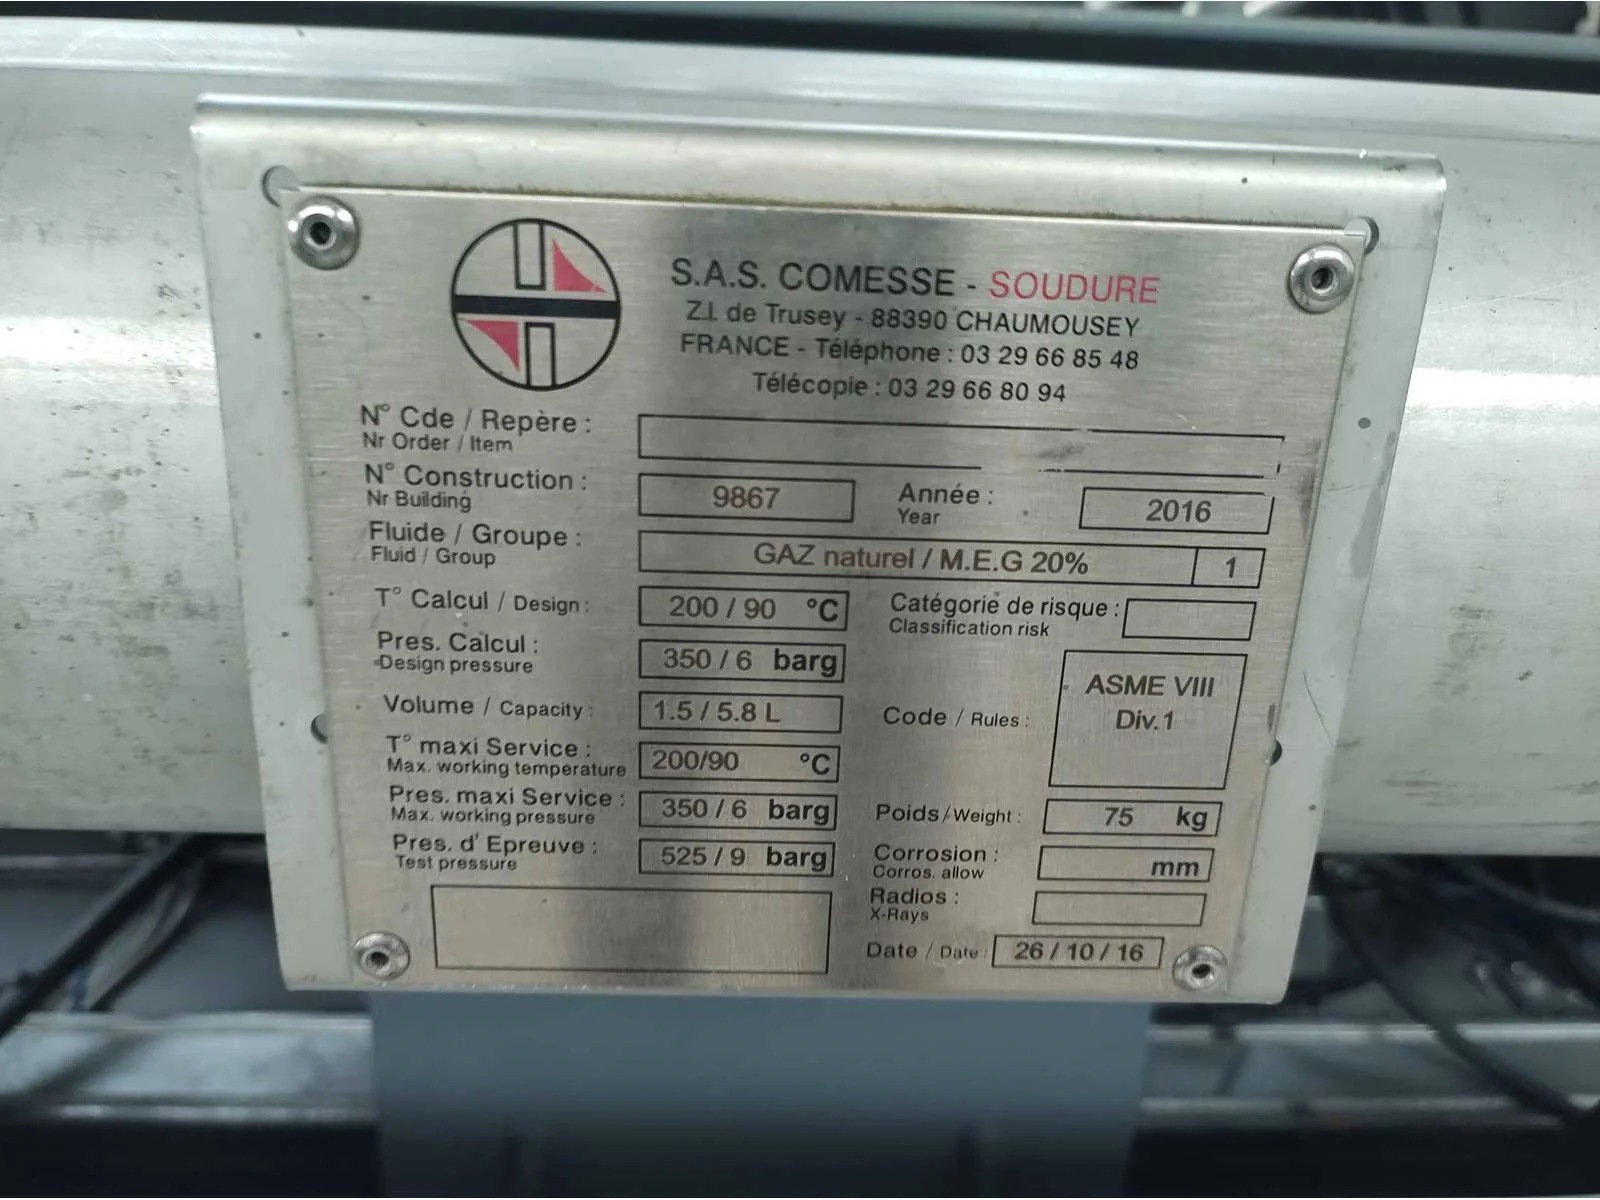 S.A.S. COMESSE - SOUDURE
Z.I. de Trusey - 88390 CHAUMOUSEY
FRANCE - Téléphone : 03 29 66 85 48
Télécopie : 03 29 66 80 94
N° Cde / Repère :
Nr Order / Item
N° Construction : 9867 Année : 2016
Nr Building Year
Fluide / Groupe : GAZ naturel / M.E.G 20% 1
Fluid / Group
T° Calcul / Design : 200 / 90 °C Catégorie de risque :
Classification risk
Pres. Calcul : 350 / 6 barg
Design pressure
ASME VIII
Volume / Capacity : 1.5 / 5.8 L Code / Rules : Div.1
T° maxi Service : 200/90 °C
Max. working temperature
Pres. maxi Service : 350 / 6 barg Poids / Weight : 75 kg
Max. working pressure
Pres. d' Epreuve : 525 / 9 barg Corrosion : mm
Test pressure Corros. allow
Radios :
X-Rays
Date / Date : 26 / 10 / 16